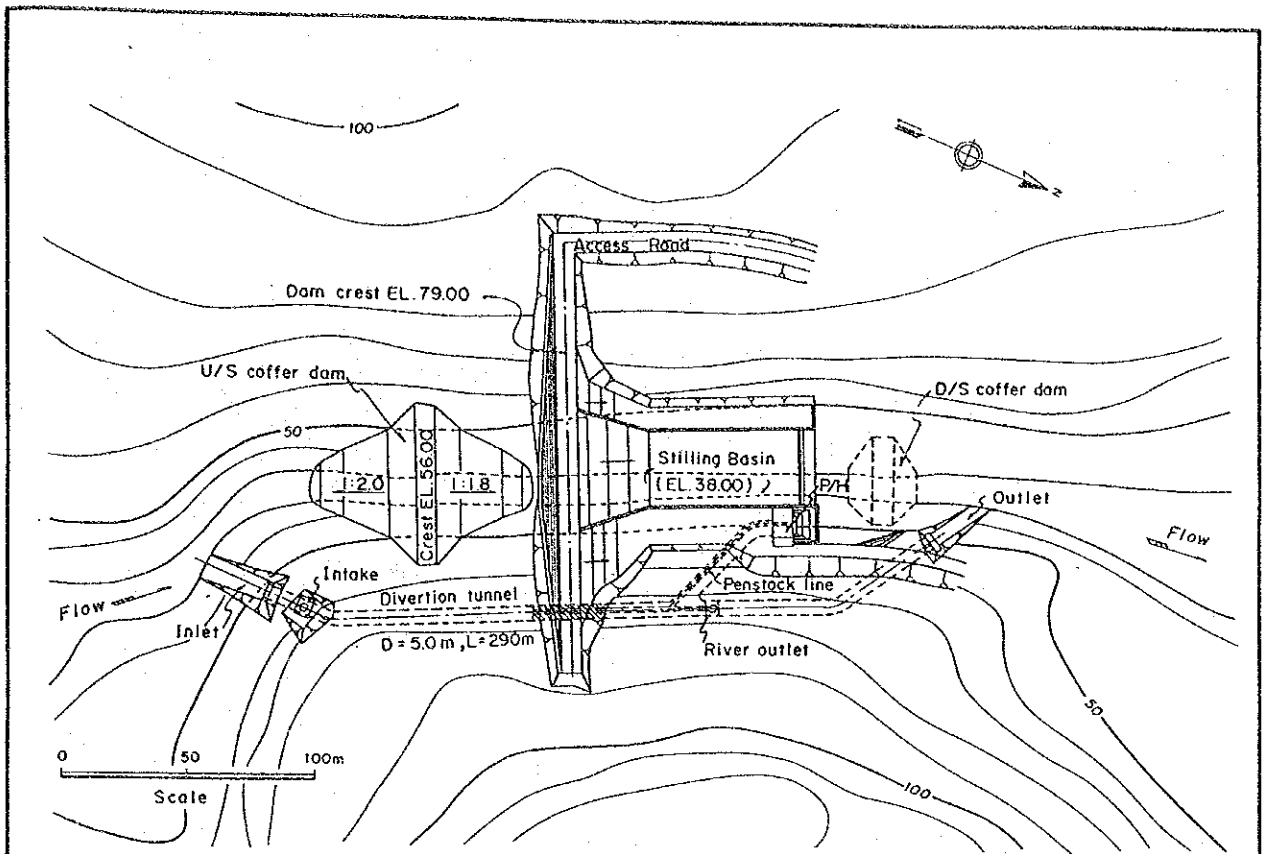 100
N
Access Road
Dam crest EL.79.00
U/S coffer dam
D/S coffer dam
50
Crest EL.56.00
1:2.0
1:1.8
Stilling Basin
(EL.38.00)
P/H
Outlet
Flow
Intake
Penstock line
Divertion tunnel
Flow
Inlet
D=5.0m, L=290m
River outlet
50
0 50 100m
Scale
100